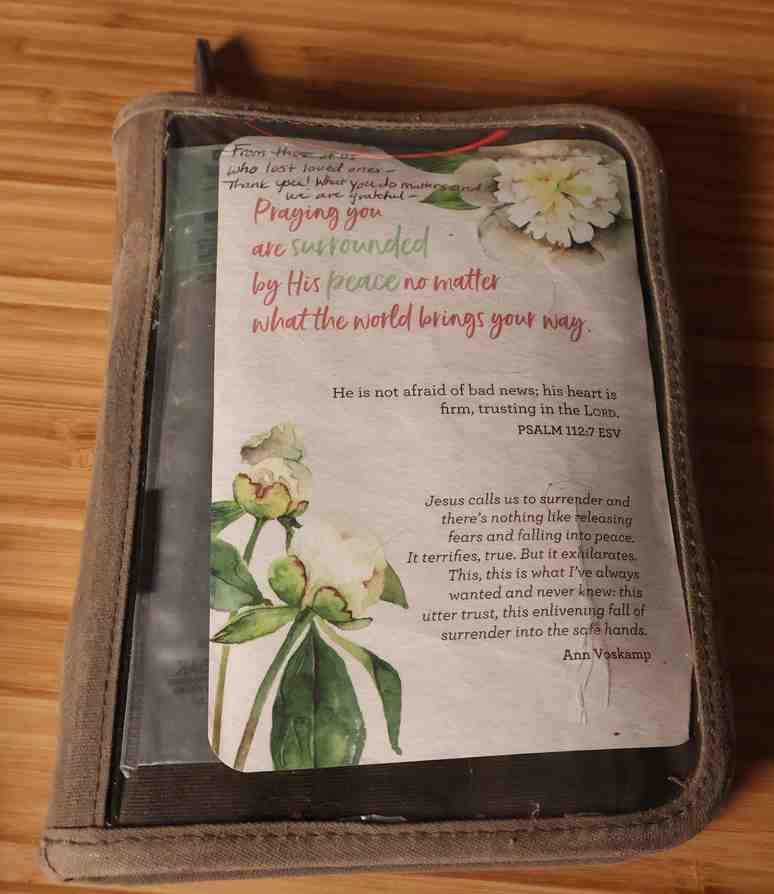 From those of us
who lost loved ones –
Thank you! What you do matters and
we are grateful –
Praying you
are surrounded
by His peace no matter
what the world brings your way.
He is not afraid of bad news; his heart is
firm, trusting in the LORD.
PSALM 112:7 ESV
Jesus calls us to surrender and
there's nothing like releasing
fears and falling into peace.
It terrifies, true. But it exhilarates.
This, this is what I've always
wanted and never knew: this
utter trust, this enlivening fall of
surrender into the safe hands.
Ann Voskamp